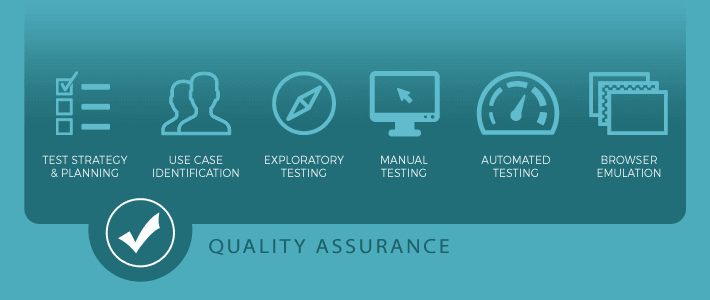 TEST STRATEGY
& PLANNING
USE CASE
IDENTIFICATION
EXPLORATORY
TESTING
MANUAL
TESTING
AUTOMATED
TESTING
BROWSER
EMULATION
QUALITY ASSURANCE